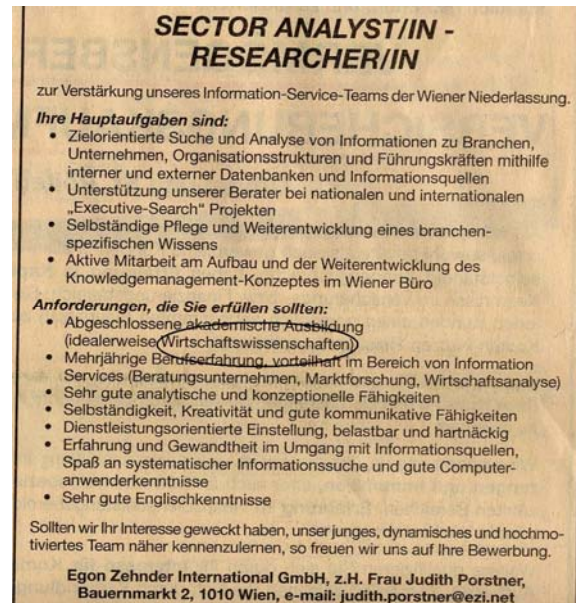 SECTOR ANALYST/IN -
RESEARCHER/IN
zur Verstärkung unseres Information-Service-Teams der Wiener Niederlassung.
Ihre Hauptaufgaben sind:
• Zielorientierte Suche und Analyse von Informationen zu Branchen,
Unternehmen, Organisationsstrukturen und Führungskräften mithilfe
interner und externer Datenbanken und Informationsquellen
• Unterstützung unserer Berater bei nationalen und internationalen
„Executive-Search“ Projekten
• Selbständige Pflege und Weiterentwicklung eines branchen-
spezifischen Wissens
• Aktive Mitarbeit am Aufbau und der Weiterentwicklung des
Knowledgemanagement-Konzeptes im Wiener Büro
Anforderungen, die Sie erfüllen sollten:
• Abgeschlossene akademische Ausbildung
(idealerweise Wirtschaftswissenschaften)
• Mehrjährige Berufserfahrung, vorteilhaft im Bereich von Information
Services (Beratungsunternehmen, Marktforschung, Wirtschaftsanalyse)
• Sehr gute analytische und konzeptionelle Fähigkeiten
• Selbständigkeit, Kreativität und gute kommunikative Fähigkeiten
• Dienstleistungsorientierte Einstellung, belastbar und hartnäckig
• Erfahrung und Gewandtheit im Umgang mit Informationsquellen,
Spaß an systematischer Informationssuche und gute Computer-
anwenderkenntnisse
• Sehr gute Englischkenntnisse
Sollten wir Ihr Interesse geweckt haben, unser junges, dynamisches und hochmo-
tiviertes Team näher kennenzulernen, so freuen wir uns auf Ihre Bewerbung.
Egon Zehnder International GmbH, z.H. Frau Judith Porstner,
Bauernmarkt 2, 1010 Wien, e-mail: judith.porstner@ezi.net